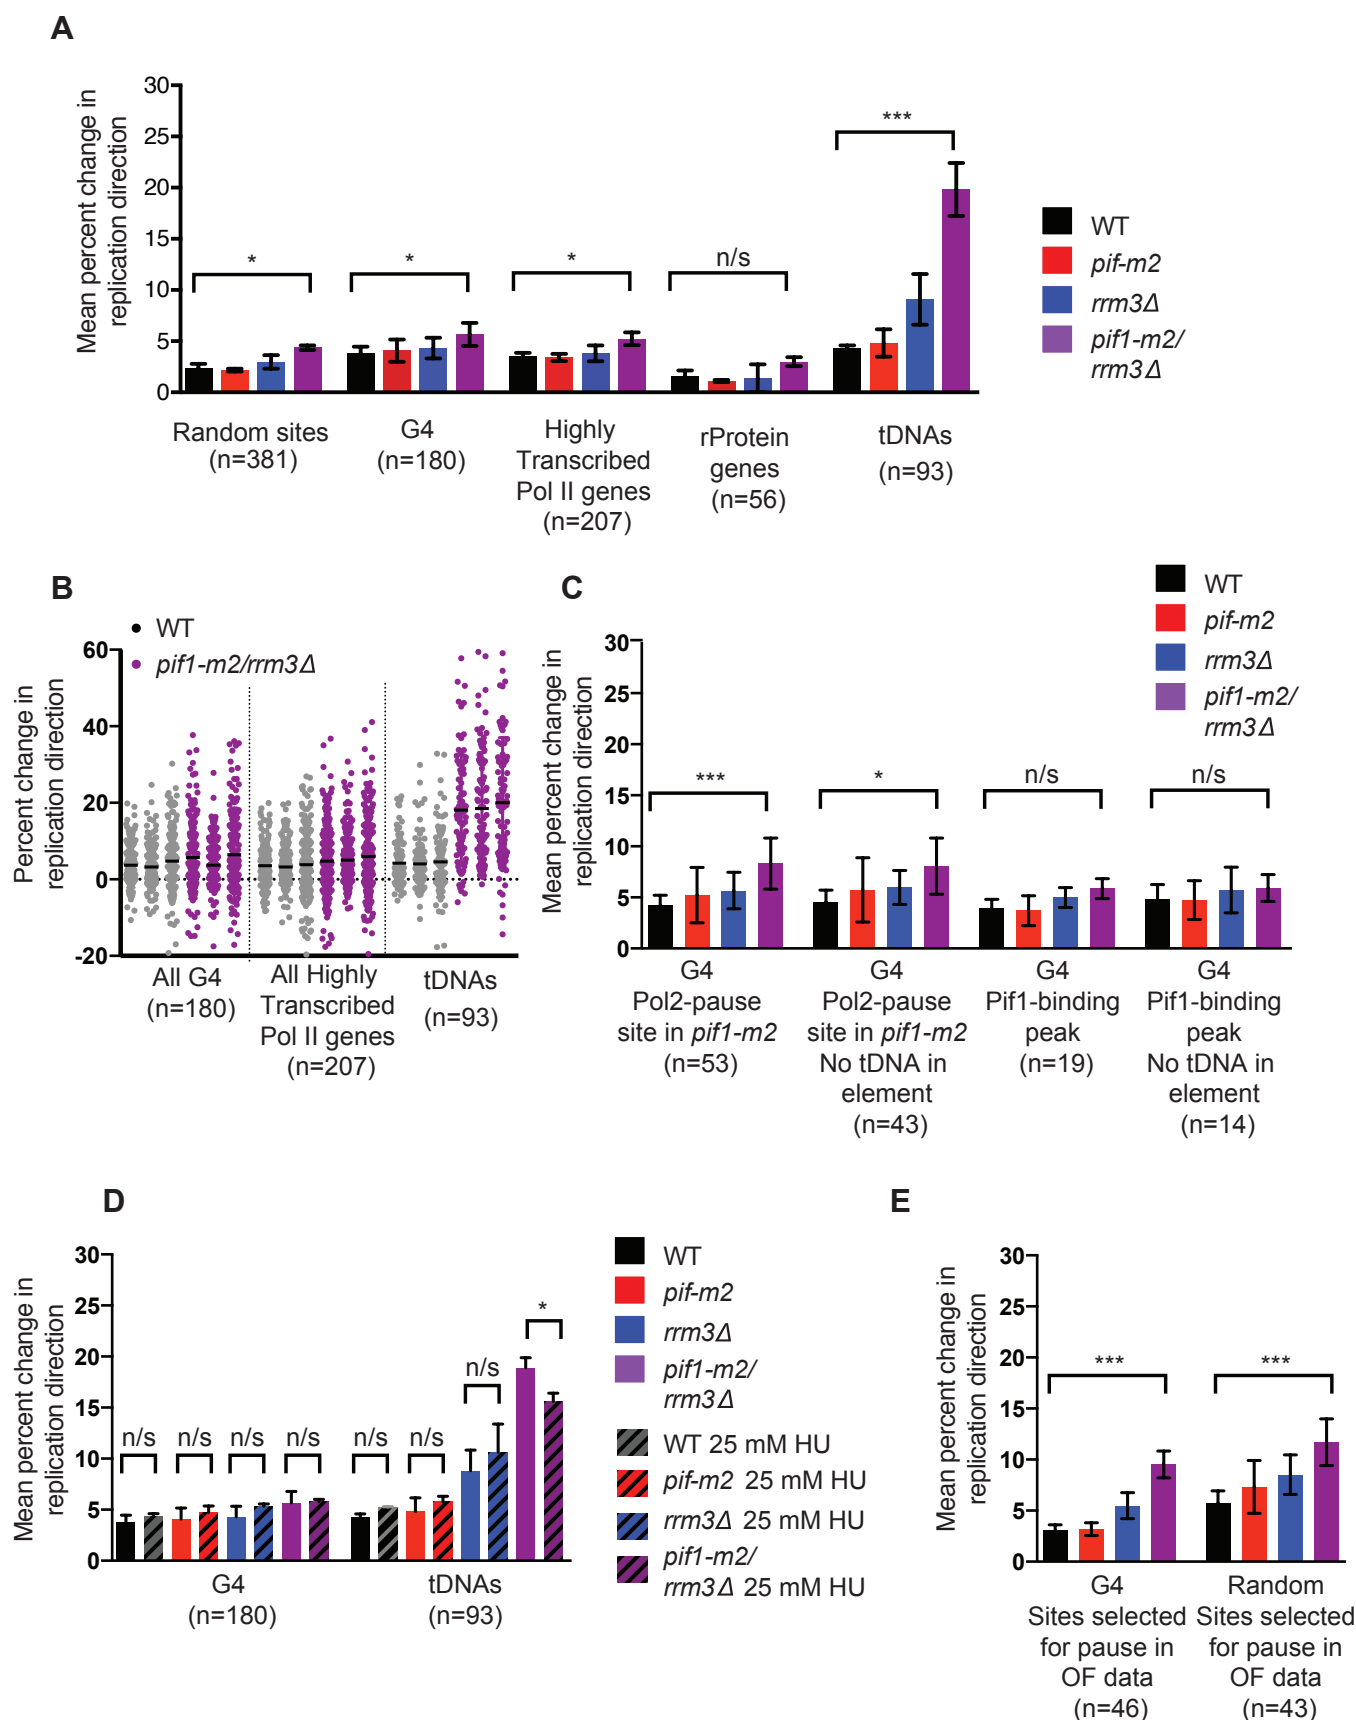 A
Mean percent change in
replication direction
30
25
20
15
10
5
0
*
*
*
n/s
***
Random sites
(n=381)
G4
(n=180)
Highly
Transcribed
Pol II genes
(n=207)
rProtein
genes
(n=56)
tDNAs
(n=93)
WT
pif-m2
rrm3Δ
pif1-m2/
rrm3Δ
B
WT
pif1-m2/rrm3Δ
Percent change in
replication direction
60
40
20
0
-20
All G4
(n=180)
All Highly
Transcribed
Pol II genes
(n=207)
tDNAs
(n=93)
C
WT
pif-m2
rrm3Δ
pif1-m2/
rrm3Δ
Mean percent change in
replication direction
30
25
20
15
10
5
0
***
*
n/s
n/s
G4
Pol2-pause
site in pif1-m2
(n=53)
G4
Pol2-pause
site in pif1-m2
No tDNA in
element
(n=43)
G4
Pif1-binding
peak
(n=19)
G4
Pif1-binding
peak
No tDNA in
element
(n=14)
D
Mean percent change in
replication direction
30
25
20
15
10
5
0
n/s
n/s
n/s
n/s
n/s
n/s
n/s
*
G4
(n=180)
tDNAs
(n=93)
WT
pif-m2
rrm3Δ
pif1-m2/
rrm3Δ
WT 25 mM HU
pif-m2 25 mM HU
rrm3Δ 25 mM HU
pif1-m2/
rrm3Δ 25 mM HU
E
Mean percent change in
replication direction
30
25
20
15
10
5
0
***
***
G4
Sites selected
for pause in
OF data
(n=46)
Random
Sites selected
for pause in
OF data
(n=43)